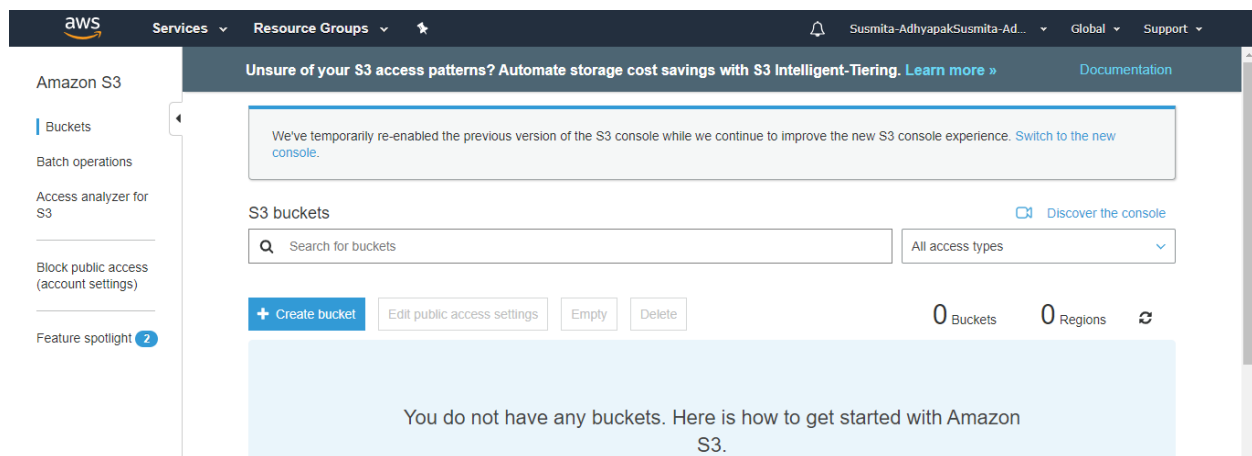 aws Services Resource Groups Susmita-AdhyapakSusmita-Ad... Global Support
Amazon S3
Buckets
Batch operations
Access analyzer for
S3
Block public access
(account settings)
Feature spotlight 2
Unsure of your S3 access patterns? Automate storage cost savings with S3 Intelligent-Tiering. Learn more » Documentation
We've temporarily re-enabled the previous version of the S3 console while we continue to improve the new S3 console experience. Switch to the new
console.
S3 buckets Discover the console
Search for buckets All access types
Create bucket Edit public access settings Empty Delete 0 Buckets 0 Regions
You do not have any buckets. Here is how to get started with Amazon
S3.